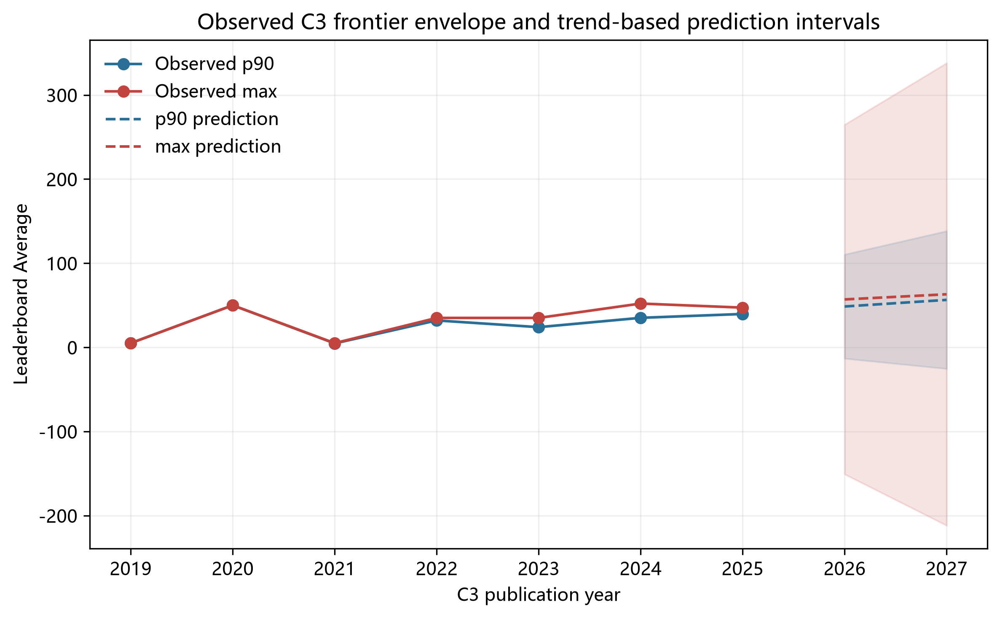 Observed C3 frontier envelope and trend-based prediction intervals
Observed p90
Observed max
p90 prediction
max prediction
Leaderboard Average
300
200
100
0
-100
-200
2019
2020
2021
2022
2023
2024
2025
2026
2027
C3 publication year